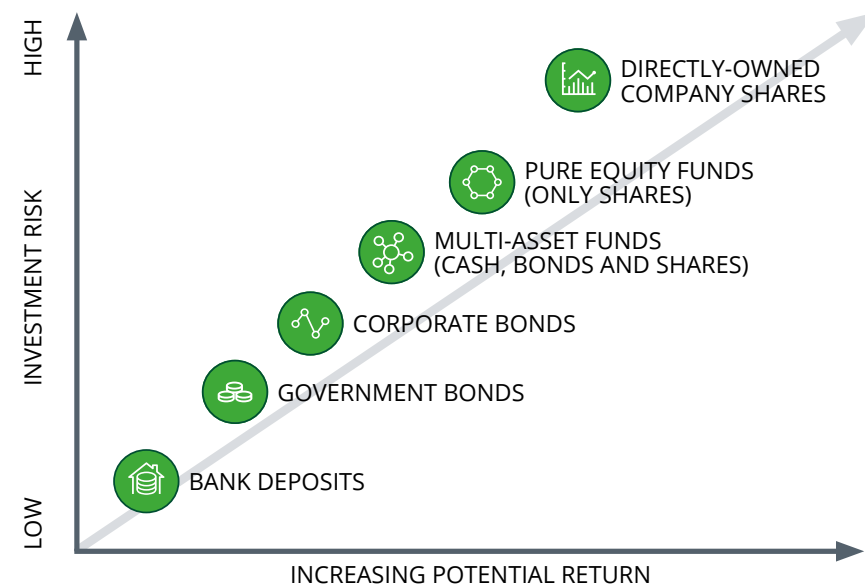 HIGH
DIRECTLY-OWNED
COMPANY SHARES
PURE EQUITY FUNDS
(ONLY SHARES)
INVESTMENT RISK
MULTI-ASSET FUNDS
(CASH, BONDS AND SHARES)
CORPORATE BONDS
GOVERNMENT BONDS
BANK DEPOSITS
LOW
INCREASING POTENTIAL RETURN